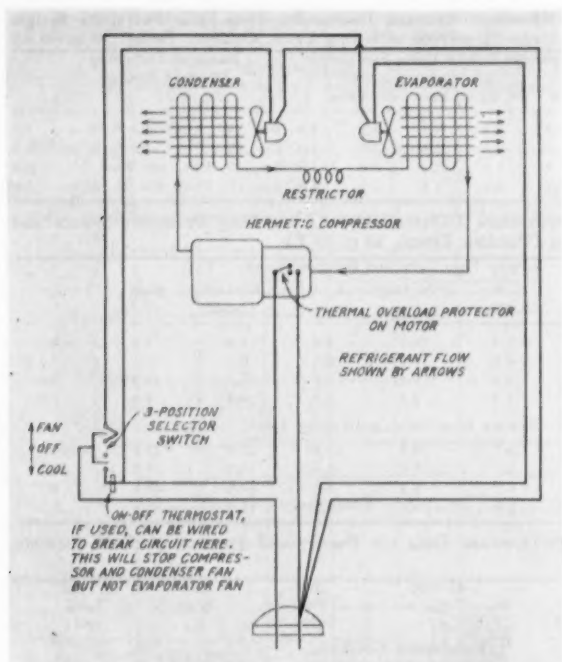 CONDENSER
EVAPORATOR
RESTRICTOR
HERMETIC COMPRESSOR
THERMAL OVERLOAD PROTECTOR
ON MOTOR
REFRIGERANT FLOW
SHOWN BY ARROWS
FAN
OFF
COOL
3-POSITION
SELECTOR
SWITCH
ON-OFF THERMOSTAT,
IF USED, CAN BE WIRED
TO BREAK CIRCUIT HERE.
THIS WILL STOP COMPRES-
SOR AND CONDENSER FAN
BUT NOT EVAPORATOR FAN